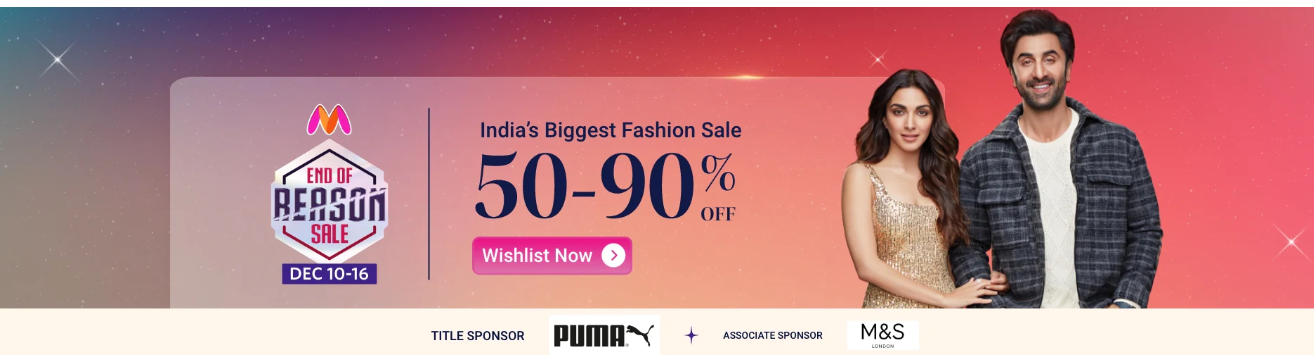 END OF
REASON
SALE
DEC 10-16
India's Biggest Fashion Sale
50-90%
OFF
Wishlist Now
TITLE SPONSOR
PUMA
ASSOCIATE SPONSOR
M&S
LONDON